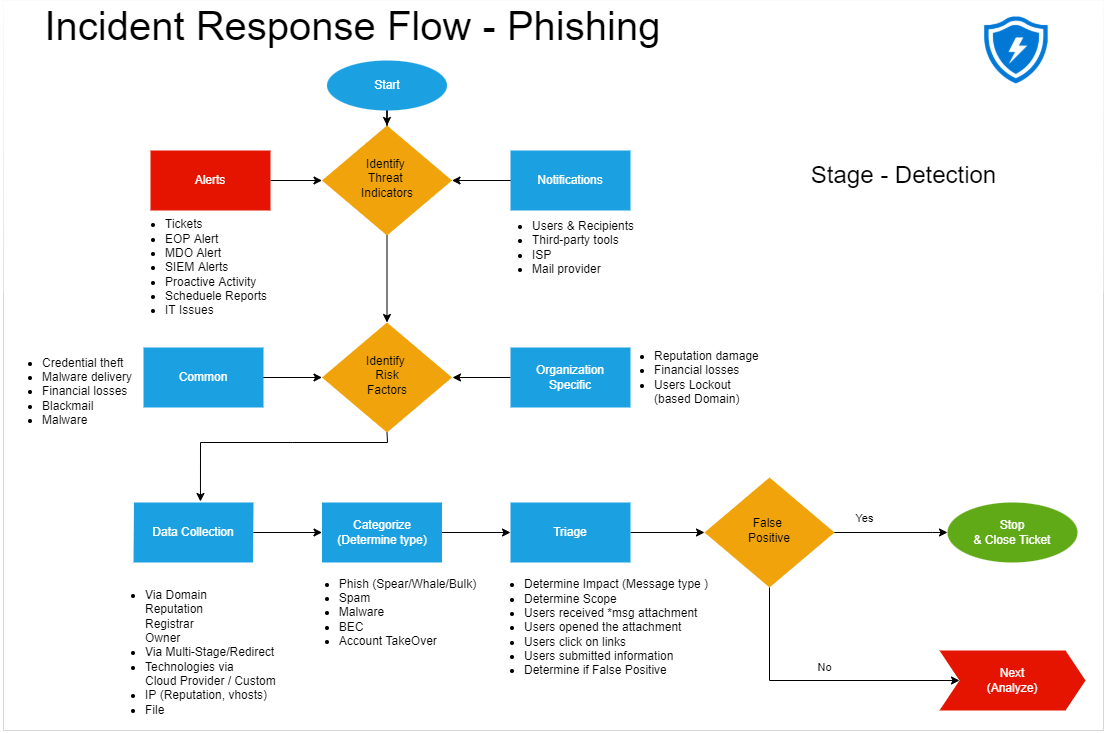 Incident Response Flow - Phishing
Start
Stage - Detection
Alerts
Identify
Threat
Indicators
Notifications
Tickets
EOP Alert
MDO Alert
SIEM Alerts
Proactive Activity
Scheduele Reports
IT Issues
Users & Recipients
Third-party tools
ISP
Mail provider
Credential theft
Malware delivery
Financial losses
Blackmail
Malware
Common
Identify
Risk
Factors
Organization
Specific
Reputation damage
Financial losses
Users Lockout
(based Domain)
Data Collection
Categorize
(Determine type)
Triage
False
Positive
Yes
Stop
& Close Ticket
Via Domain
Reputation
Registrar
Owner
Via Multi-Stage/Redirect
Technologies via
Cloud Provider / Custom
IP (Reputation, vhosts)
File
Phish (Spear/Whale/Bulk)
Spam
Malware
BEC
Account TakeOver
Determine Impact (Message type )
Determine Scope
Users received *msg attachment
Users opened the attachment
Users click on links
Users submitted information
Determine if False Positive
No
Next
(Analyze)